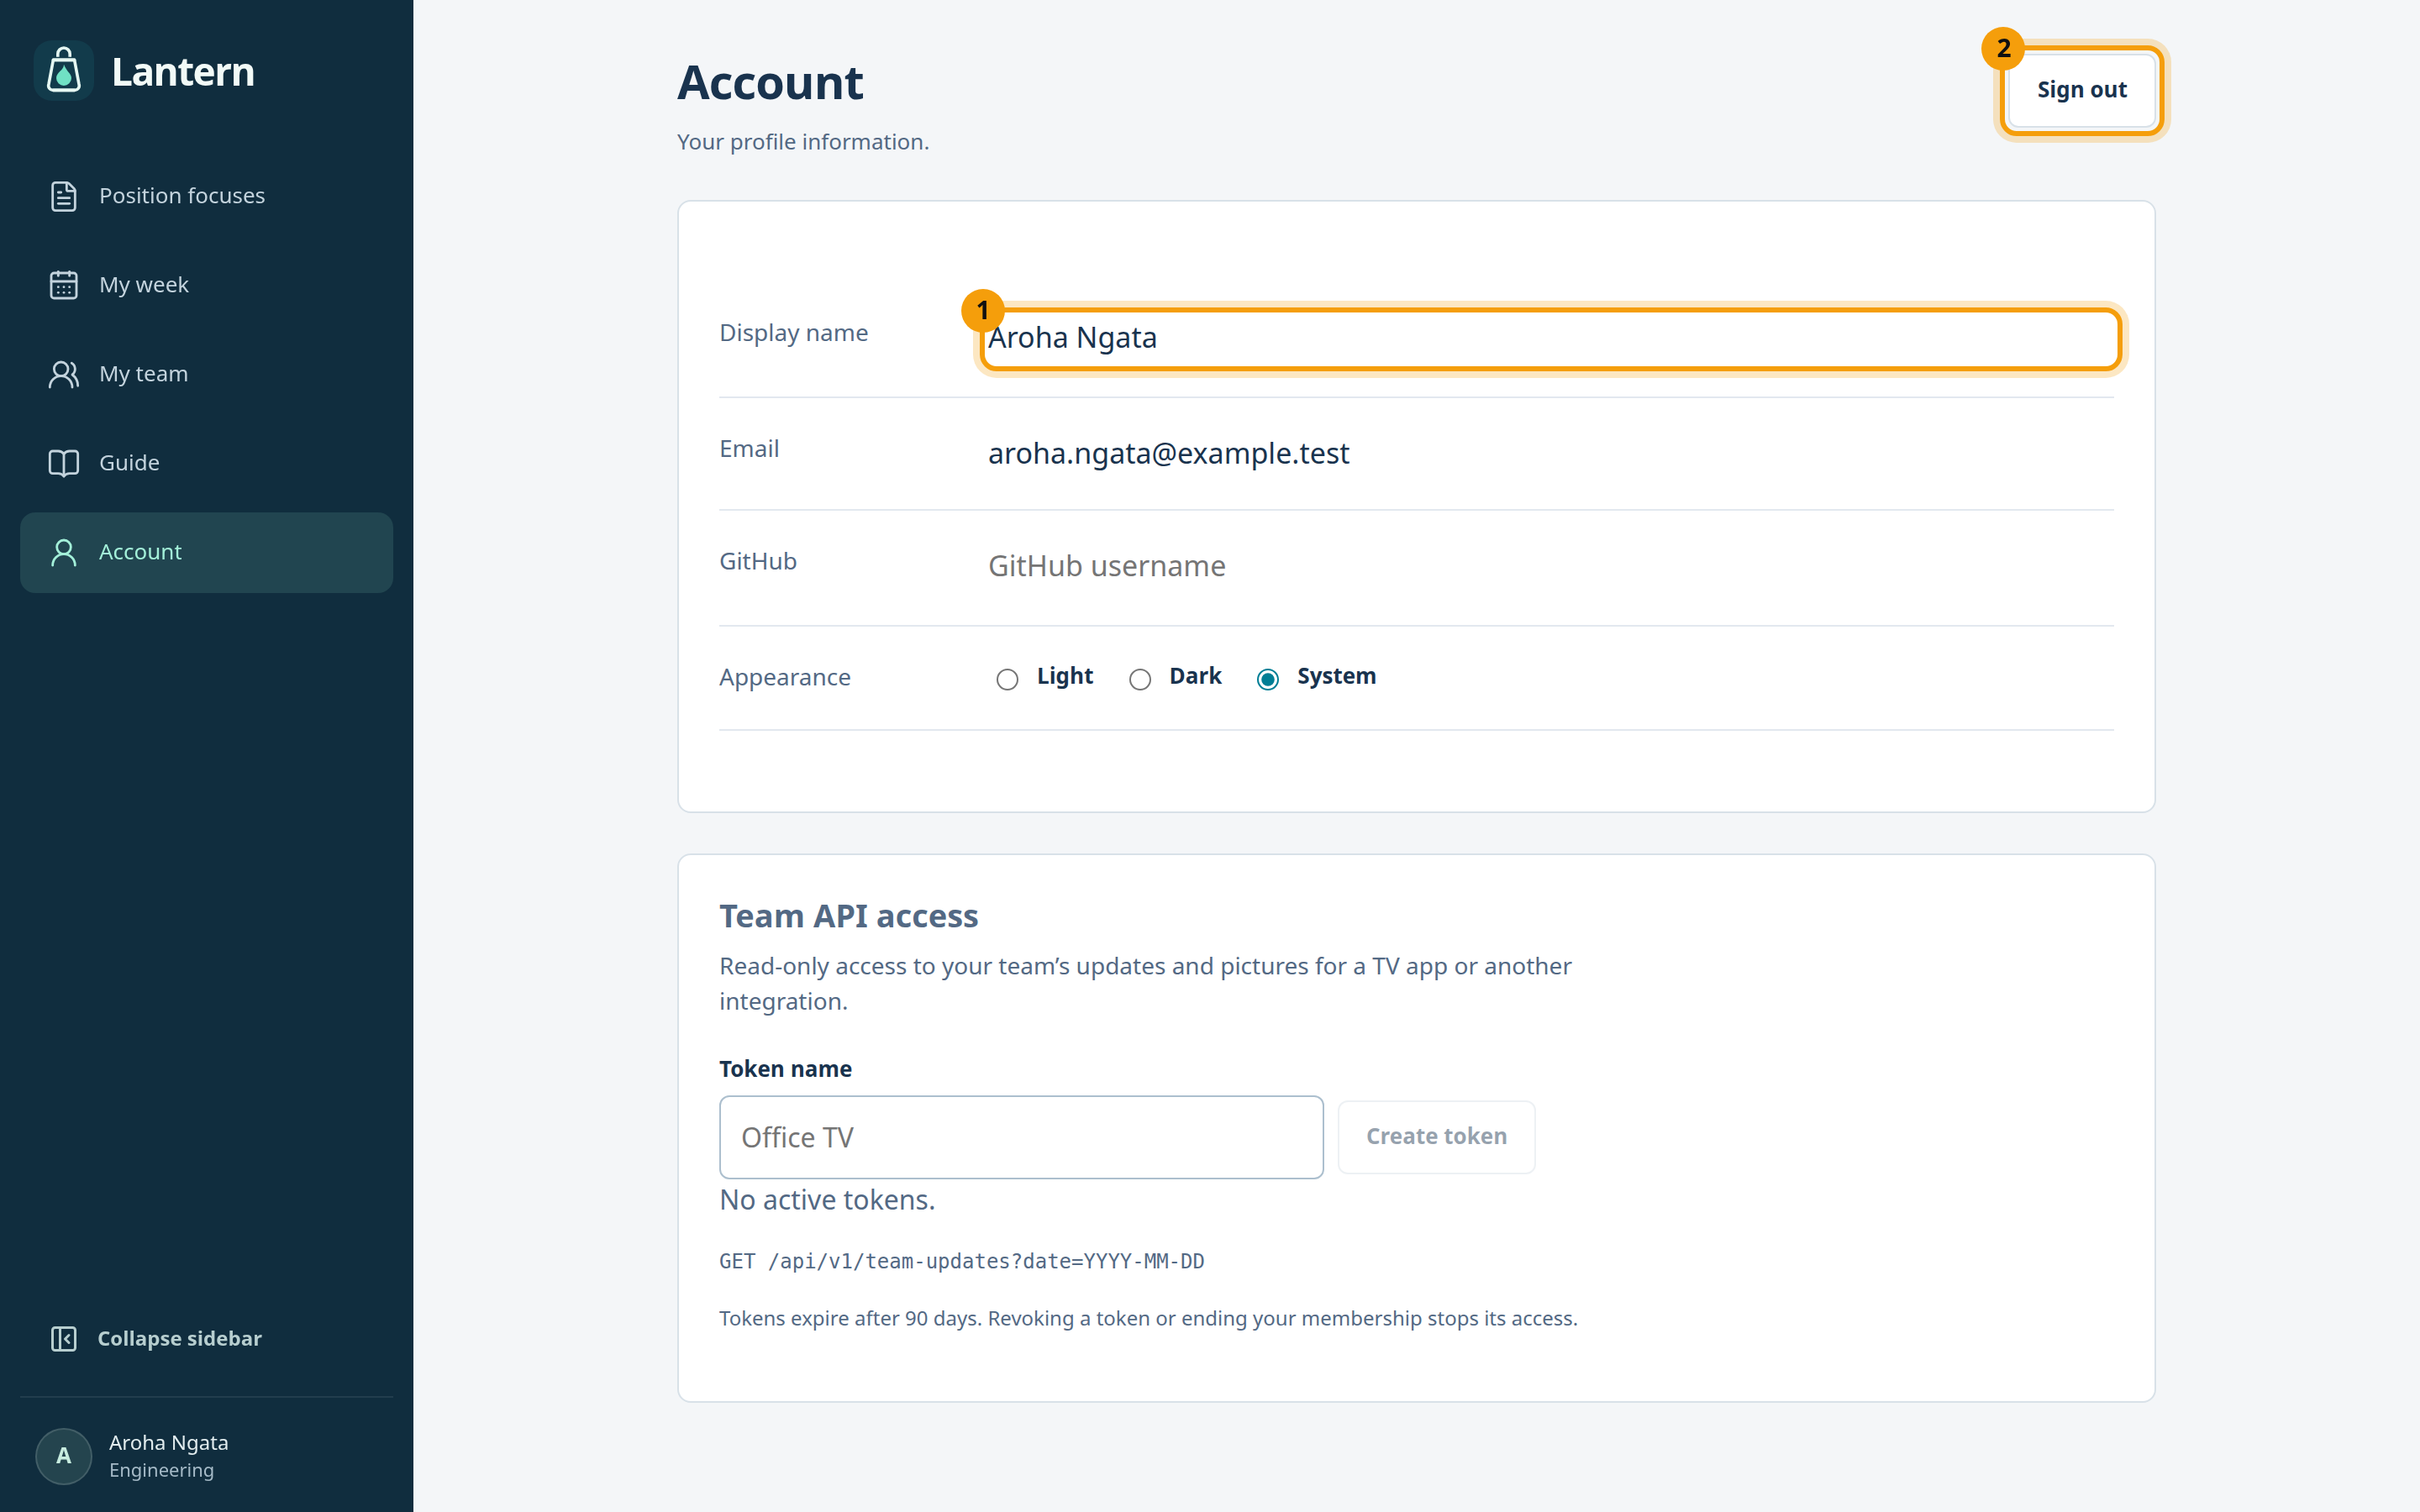 Lantern
Position focuses
My week
My team
Guide
Account
Collapse sidebar
A
Aroha Ngata
Engineering
Account
Your profile information.
2
Sign out
1
Display name
Aroha Ngata
Email
aroha.ngata@example.test
GitHub
GitHub username
Appearance
Light
Dark
System
Team API access
Read-only access to your team’s updates and pictures for a TV app or another
integration.
Token name
Office TV
Create token
No active tokens.
GET /api/v1/team-updates?date=YYYY-MM-DD
Tokens expire after 90 days. Revoking a token or ending your membership stops its access.